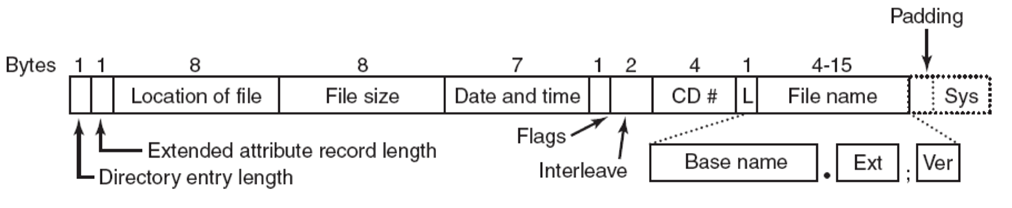 Padding
Bytes 1 1 8 8 7 1 2 4 1 4-15
Location of file File size Date and time CD # L File name Sys
Flags
Extended attribute record length
Interleave
Base name . Ext ; Ver
Directory entry length